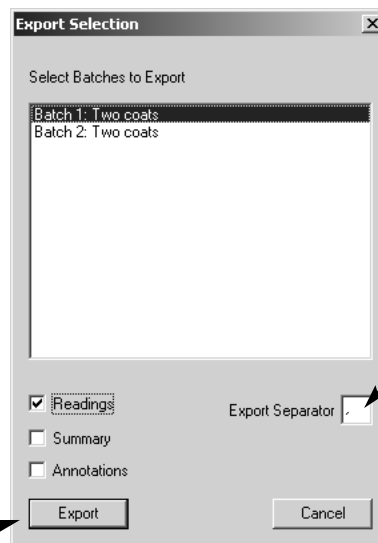 Export Selection
Select Batches to Export
Batch 1: Two coats
Batch 2: Two coats
Readings
Export Separator ,
Summary
Annotations
Export Cancel